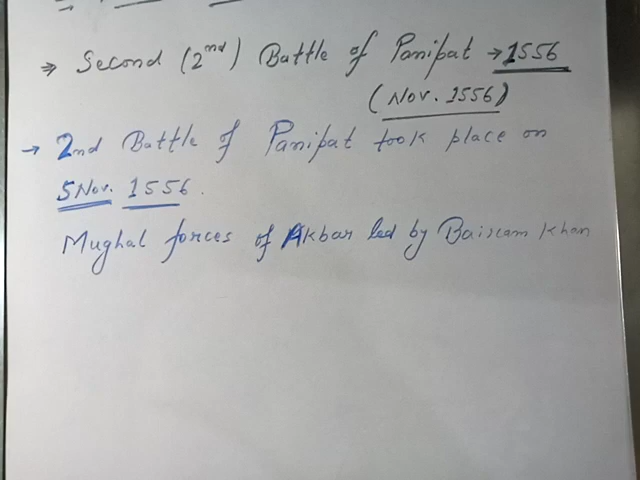 ⇒ Second (2nd) Battle of Panipat → 1556
(Nov. 1556)
→ 2nd Battle of Panipat took place on
5 Nov. 1556.
Mughal forces of Akbar led by Bairam Khan